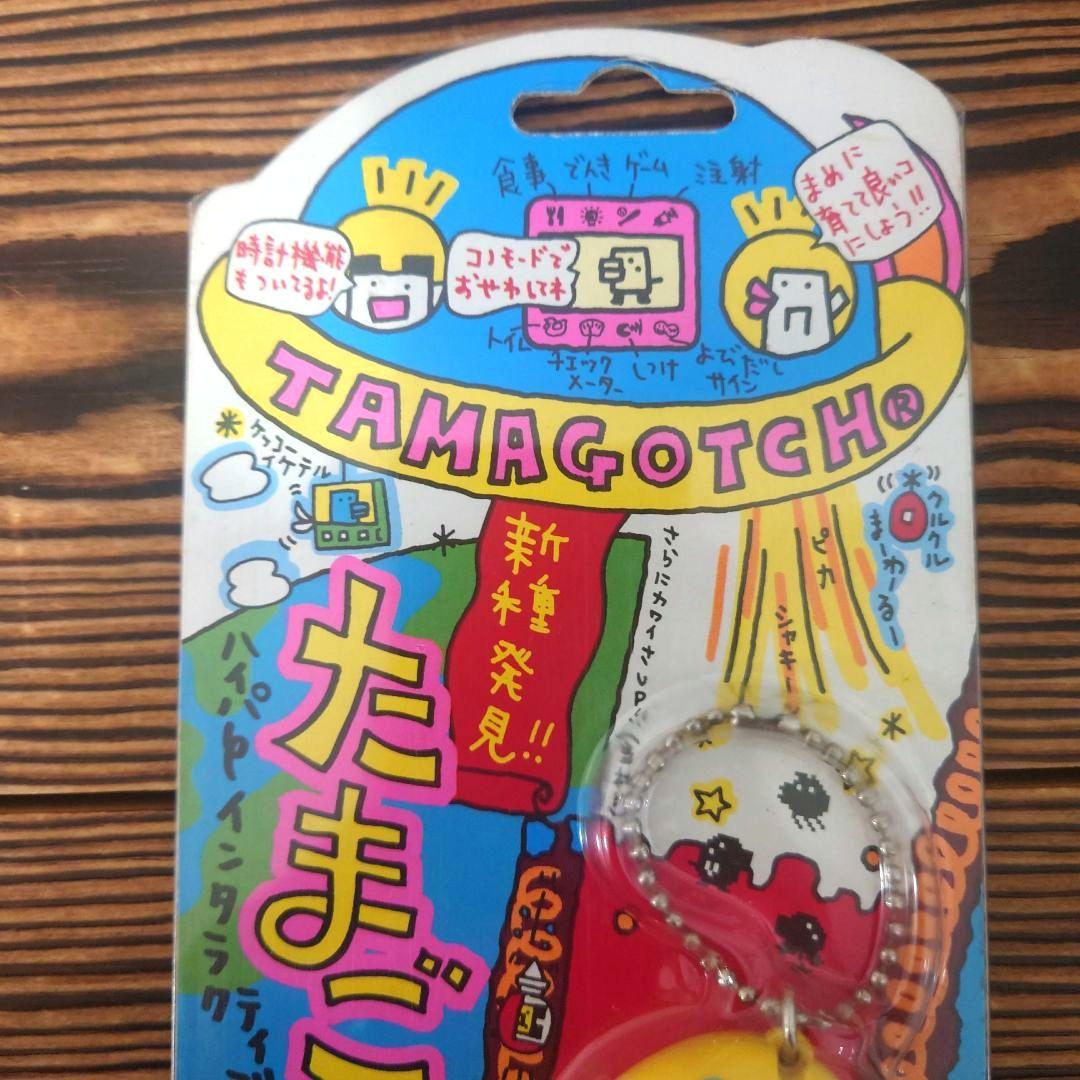 食事 でんき ゲーム 注射
時計機能
もついてるよ!
コノモードで
おせわしてネ
まめに
育てて良いコ
にしよう!!
トイレ
チェック
メーター
しつけ
よびだし
サイン
TAMAGOTCH®
ケッコー
イケテル
新種発見!!
さらにカワイさUP!!
ピカ
シャキーン
クルクル
まーわーるー
たまご
ハイパー インタラク
ティブ